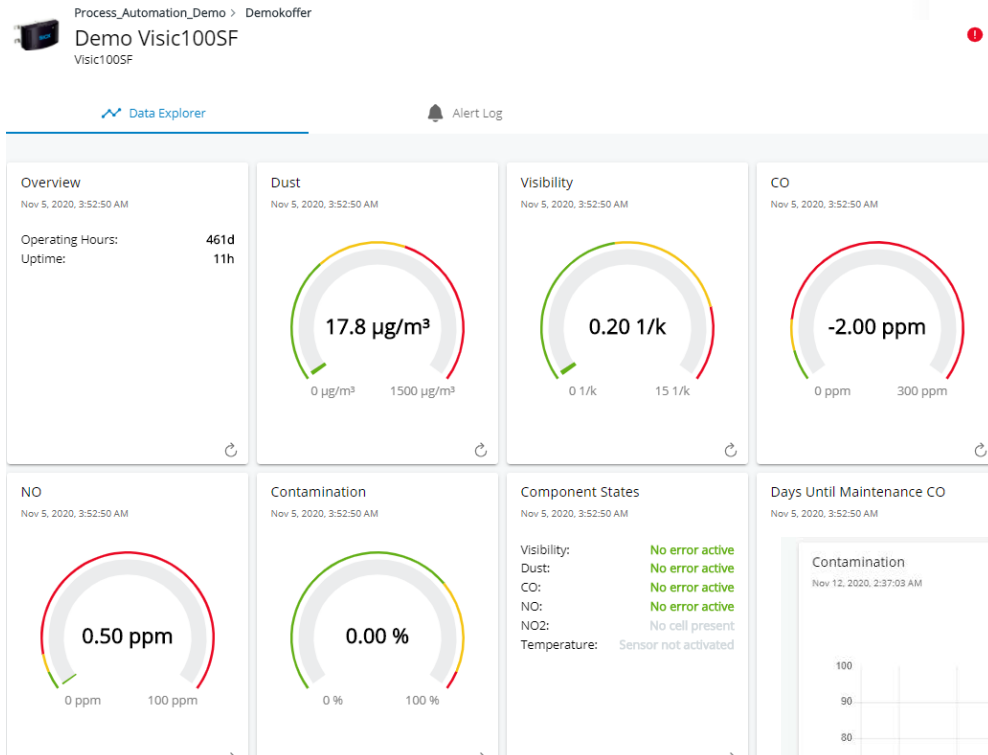 Process_Automation_Demo > Demokoffer
Demo Visic100SF
Visic100SF
Data Explorer
Alert Log
Overview
Nov 5, 2020, 3:52:50 AM
Operating Hours: 461d
Uptime: 11h
Dust
Nov 5, 2020, 3:52:50 AM
17.8 µg/m³
0 µg/m³ 1500 µg/m³
Visibility
Nov 5, 2020, 3:52:50 AM
0.20 1/k
0 1/k 15 1/k
CO
Nov 5, 2020, 3:52:50 AM
-2.00 ppm
0 ppm 300 ppm
NO
Nov 5, 2020, 3:52:50 AM
0.50 ppm
0 ppm 100 ppm
Contamination
Nov 5, 2020, 3:52:50 AM
0.00 %
0 % 100 %
Component States
Nov 5, 2020, 3:52:50 AM
Visibility: No error active
Dust: No error active
CO: No error active
NO: No error active
NO2: No cell present
Temperature: Sensor not activated
Days Until Maintenance CO
Nov 5, 2020, 3:52:50 AM
Contamination
Nov 12, 2020, 2:37:03 AM
100
90
80